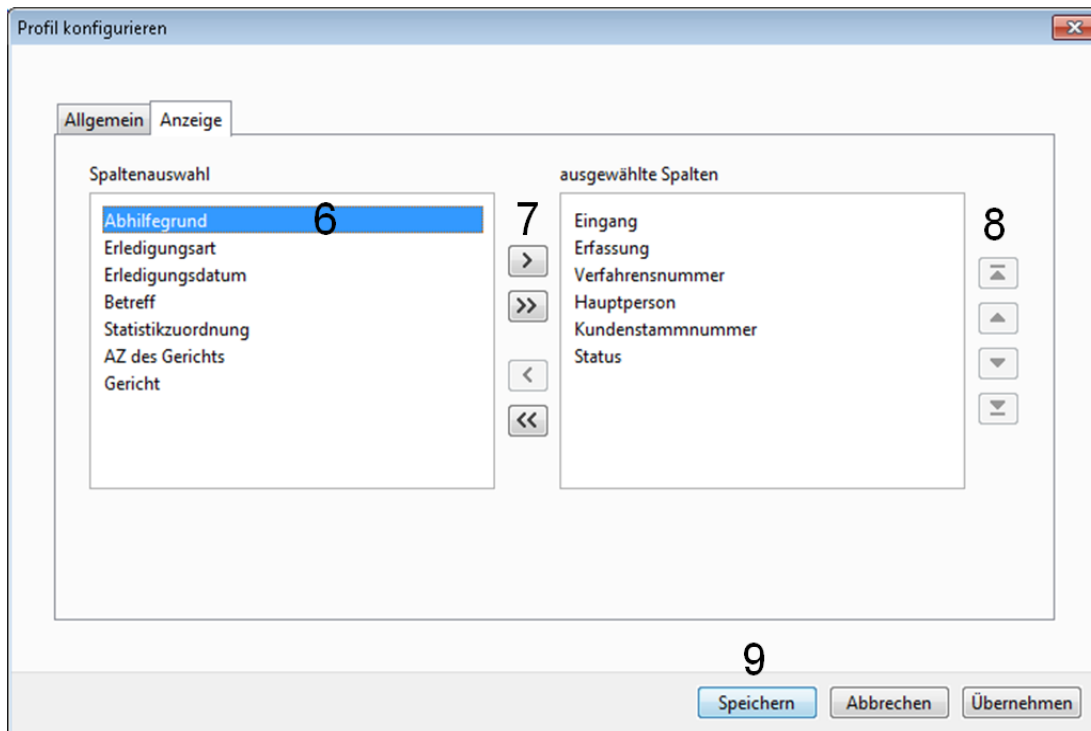 Profil konfigurieren
Allgemein Anzeige
Spaltenauswahl
Abhilfegrund 6
Erledigungsart
Erledigungsdatum
Betreff
Statistikzuordnung
AZ des Gerichts
Gericht
7
>
>>
<
<<
ausgewählte Spalten
Eingang
Erfassung
Verfahrensnummer
Hauptperson
Kundenstammnummer
Status
8
9
Speichern Abbrechen Übernehmen